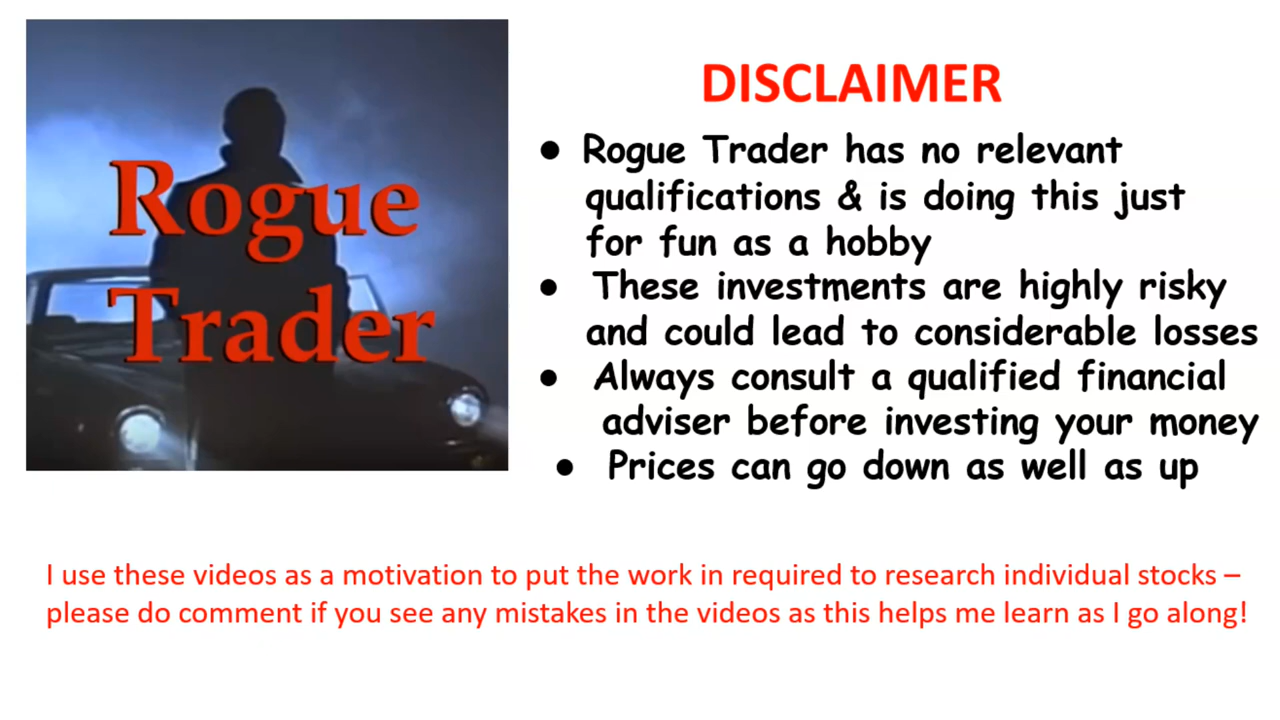 Rogue
Trader
DISCLAIMER
● Rogue Trader has no relevant
qualifications & is doing this just
for fun as a hobby
● These investments are highly risky
and could lead to considerable losses
● Always consult a qualified financial
adviser before investing your money
● Prices can go down as well as up
I use these videos as a motivation to put the work in required to research individual stocks –
please do comment if you see any mistakes in the videos as this helps me learn as I go along!